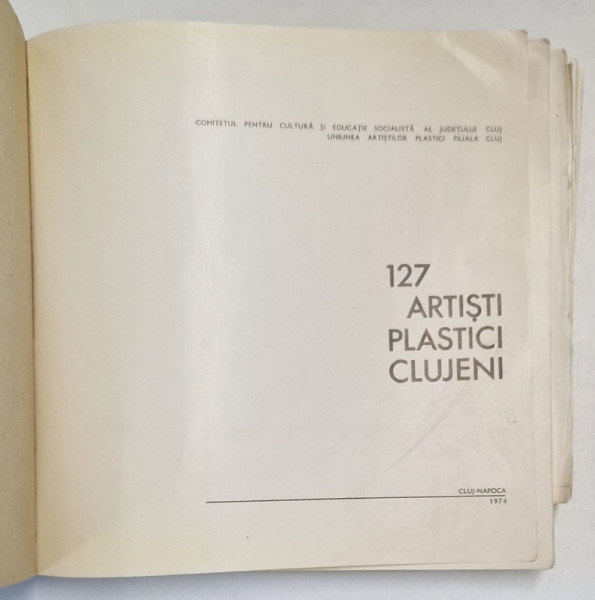 COMITETUL PENTRU CULTURĂ ȘI EDUCAȚIE SOCIALISTĂ AL JUDEȚULUI CLUJ
UNIUNEA ARTIȘTILOR PLASTICI FILIALA CLUJ
127
ARTIȘTI
PLASTICI
CLUJENI
CLUJ-NAPOCA
1974